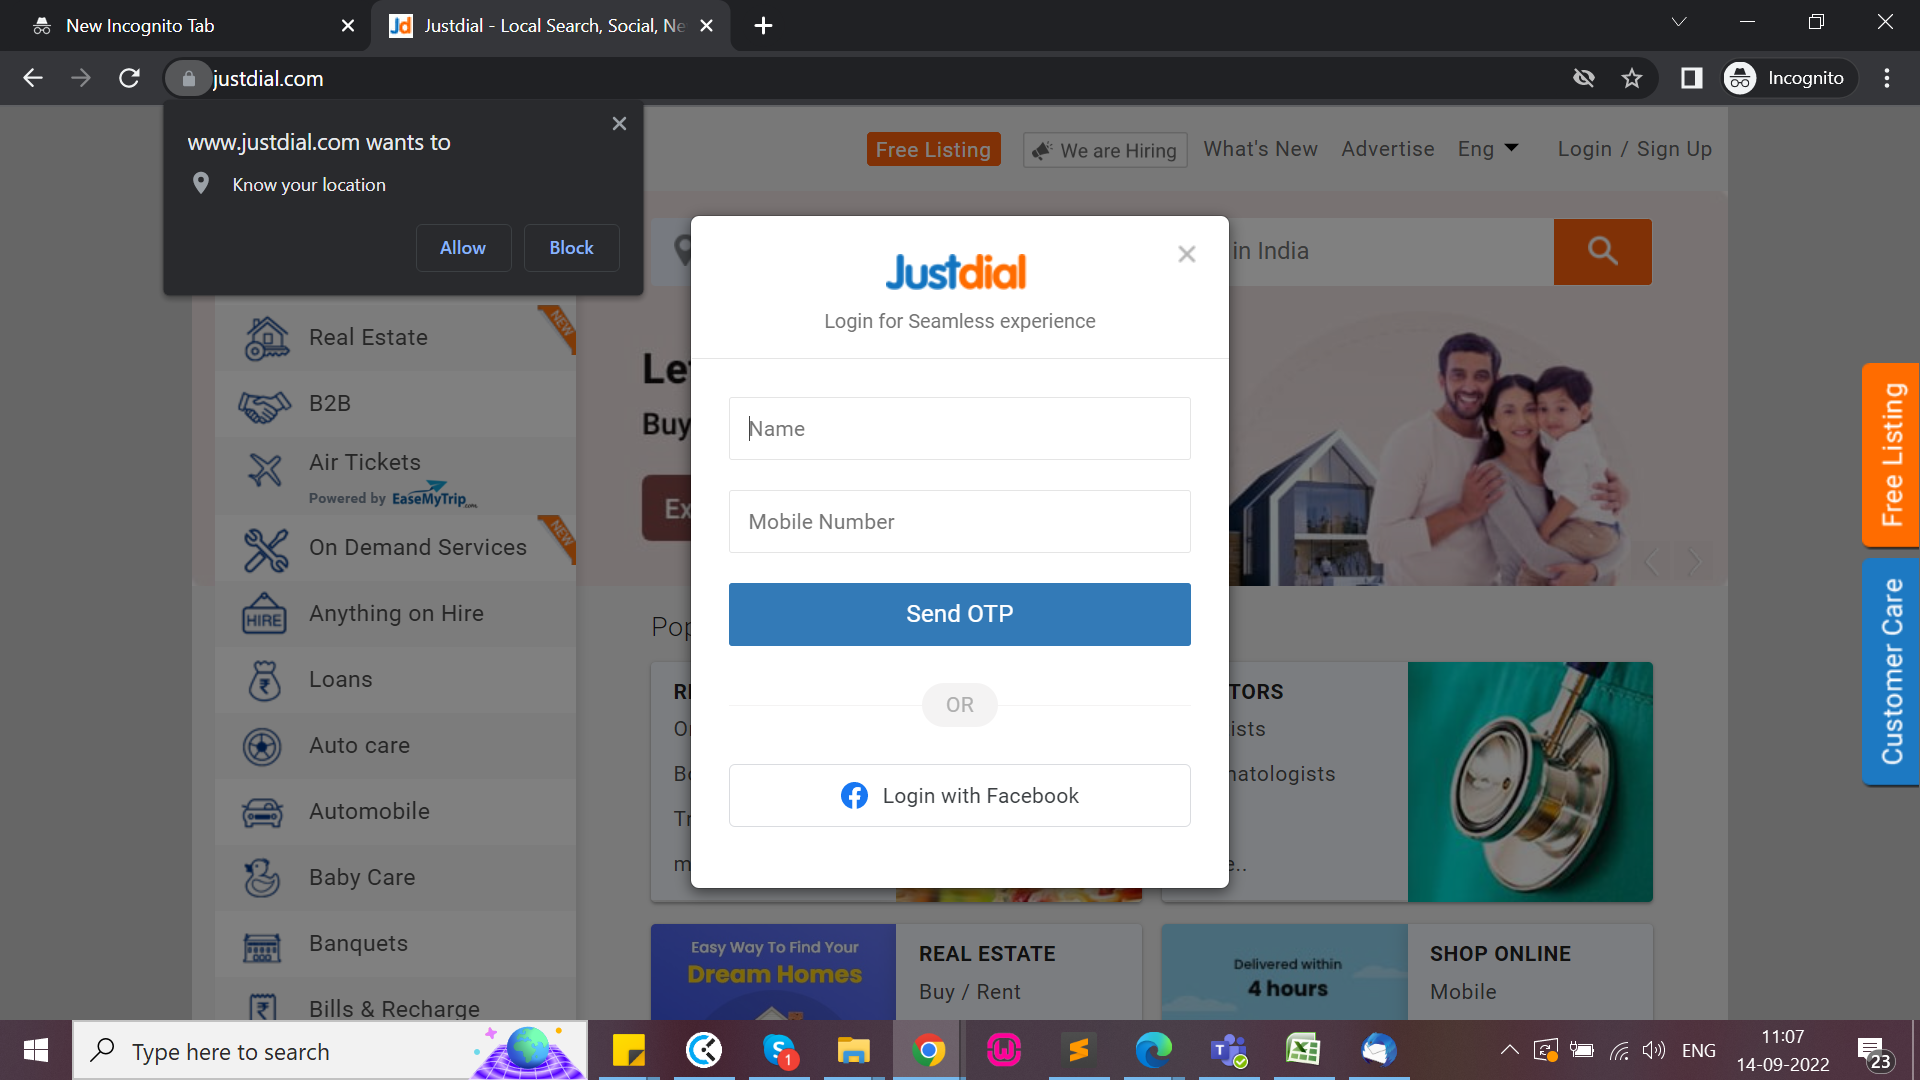 New Incognito Tab
Justdial - Local Search, Social, Ne
justdial.com
Incognito
www.justdial.com wants to
Know your location
Allow
Block
Free Listing
We are Hiring
What's New
Advertise
Eng
Login / Sign Up
in India
Justdial
Login for Seamless experience
Name
Mobile Number
Send OTP
OR
Login with Facebook
Real Estate
NEW
B2B
Air Tickets
Powered by EaseMyTrip.com
On Demand Services
NEW
Anything on Hire
HIRE
Loans
Auto care
Automobile
Baby Care
Banquets
Bills & Recharge
Le
Buy
Ex
Pop
TORS
ists
natologists
e..
Easy Way To Find Your
Dream Homes
REAL ESTATE
Buy / Rent
Delivered within
4 hours
SHOP ONLINE
Mobile
Free Listing
Customer Care
Type here to search
1
ENG
11:07
14-09-2022
23